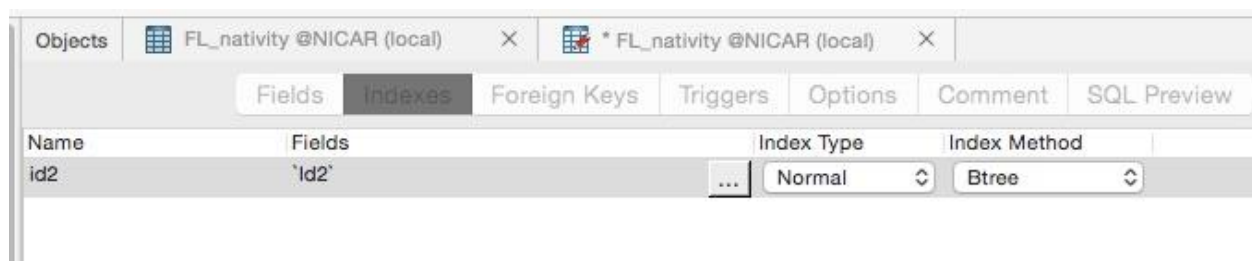 Objects FL_nativity @NICAR (local) × * FL_nativity @NICAR (local) ×
Fields Indexes Foreign Keys Triggers Options Comment SQL Preview
Name Fields Index Type Index Method
id2 `Id2` ... Normal Btree